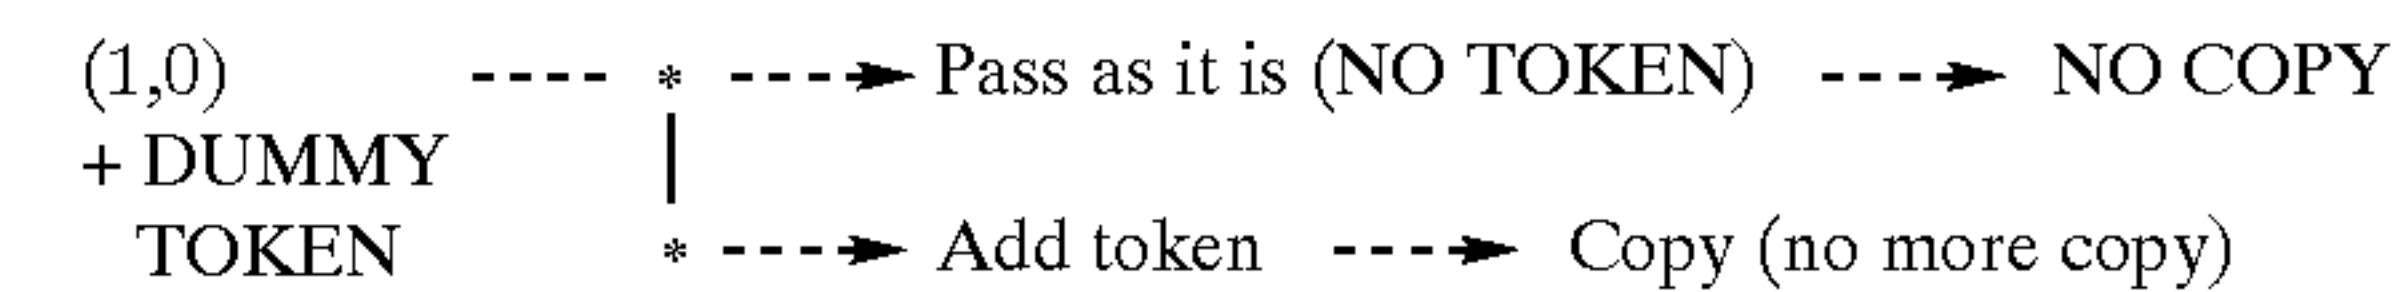 (1,0) ---- * ----> Pass as it is (NO TOKEN) ----> NO COPY
+ DUMMY
TOKEN * ----> Add token ----> Copy (no more copy)